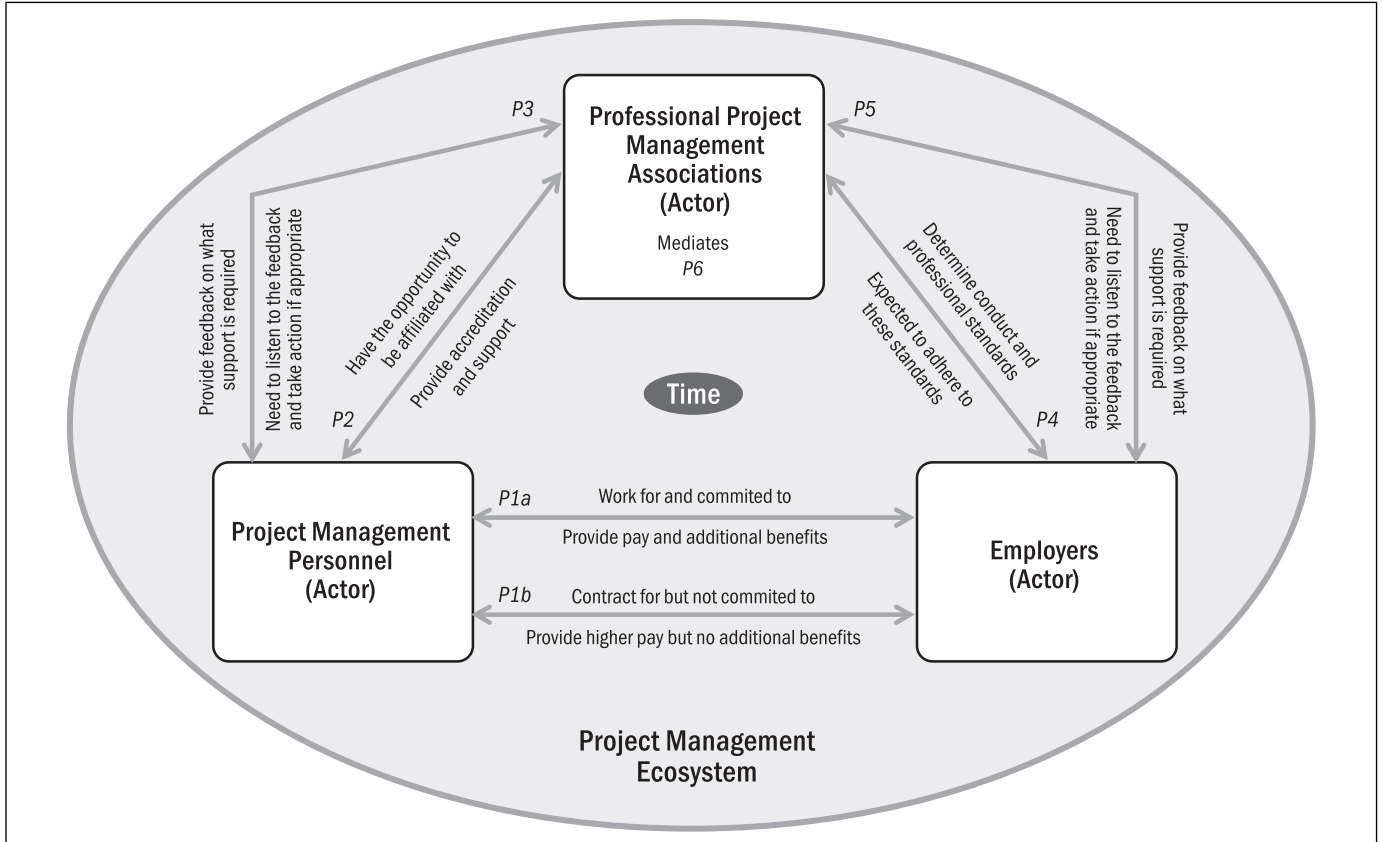 P3
P5
Professional Project
Management
Associations
(Actor)
Mediates
P6
Provide feedback on what
support is required
Need to listen to the feedback
and take action if appropriate
Have the opportunity to
be affiliated with
Provide accreditation
and support
P2
Time
Determine conduct and
professional standards
Expected to adhere to
these standards
P4
Need to listen to the feedback
and take action if appropriate
Provide feedback on what
support is required
Project Management
Personnel
(Actor)
P1a
Work for and commited to
Provide pay and additional benefits
P1b
Contract for but not commited to
Provide higher pay but no additional benefits
Employers
(Actor)
Project Management
Ecosystem